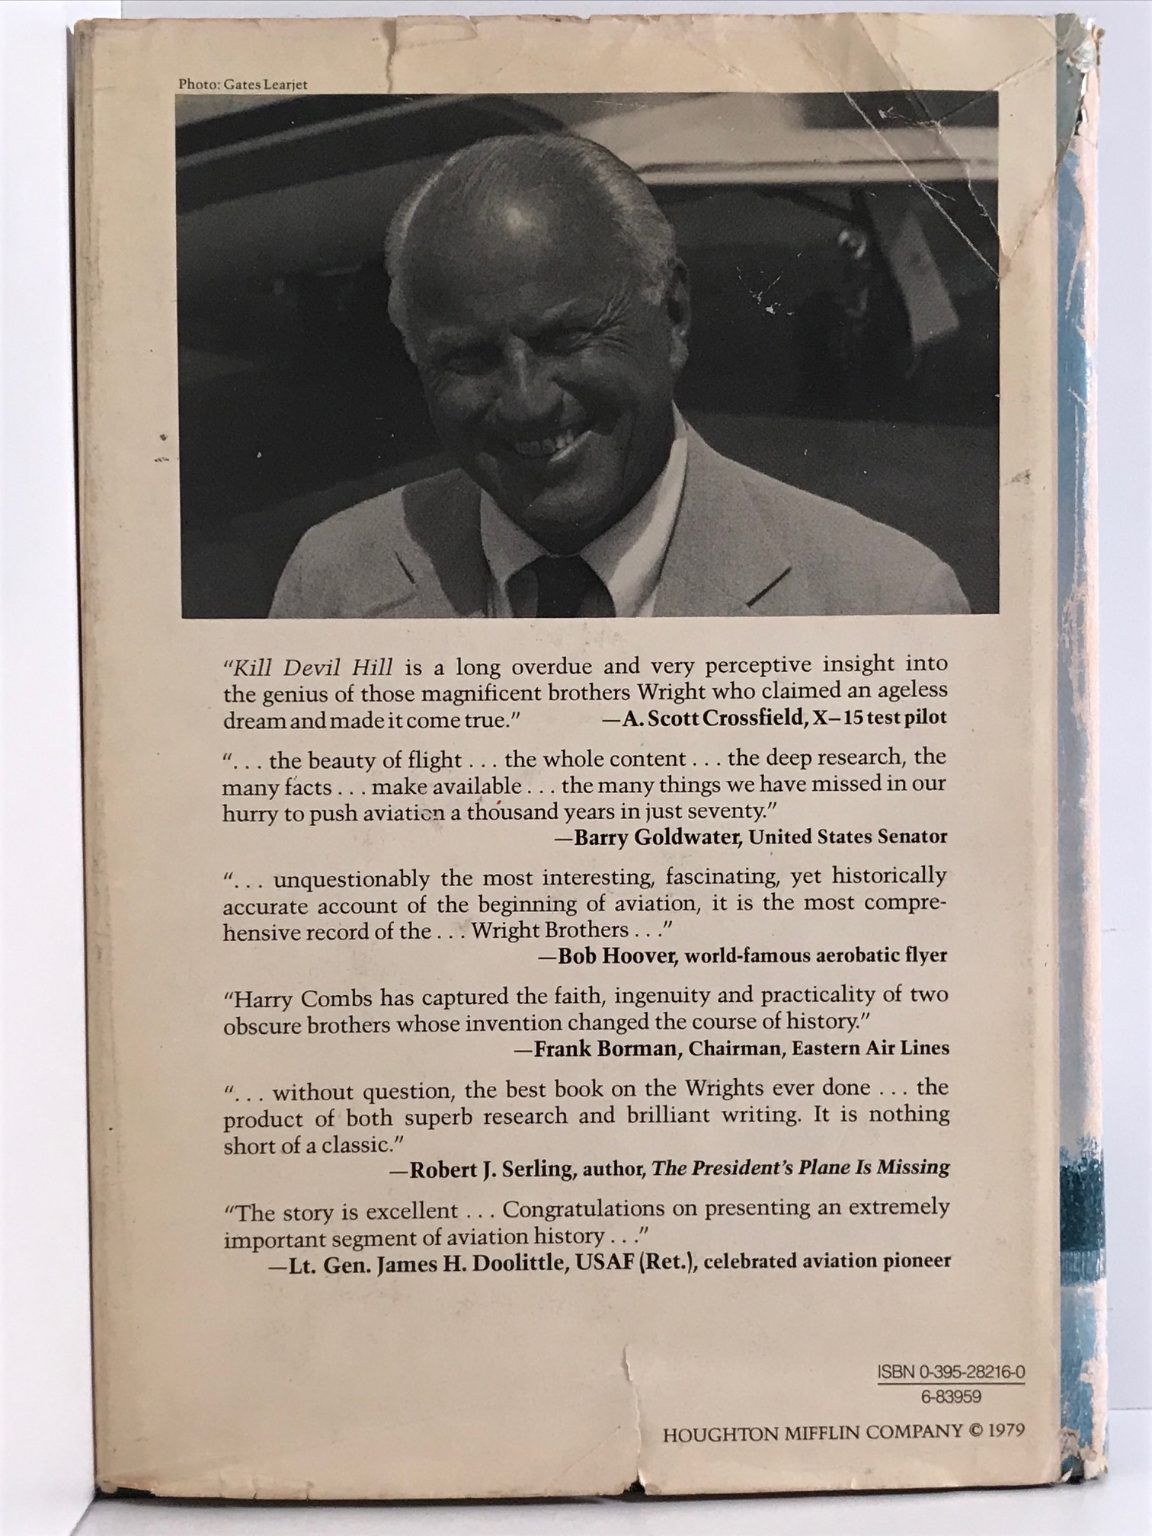 Photo: Gates Learjet
“Kill Devil Hill is a long overdue and very perceptive insight into
the genius of those magnificent brothers Wright who claimed an ageless
dream and made it come true.” —A. Scott Crossfield, X–15 test pilot
“. . . the beauty of flight . . . the whole content . . . the deep research, the
many facts . . . make available . . . the many things we have missed in our
hurry to push aviation a thousand years in just seventy.”
—Barry Goldwater, United States Senator
“. . . unquestionably the most interesting, fascinating, yet historically
accurate account of the beginning of aviation, it is the most compre-
hensive record of the . . . Wright Brothers . . .”
—Bob Hoover, world-famous aerobatic flyer
“Harry Combs has captured the faith, ingenuity and practicality of two
obscure brothers whose invention changed the course of history.”
—Frank Borman, Chairman, Eastern Air Lines
“. . . without question, the best book on the Wrights ever done . . . the
product of both superb research and brilliant writing. It is nothing
short of a classic.”
—Robert J. Serling, author, The President’s Plane Is Missing
“The story is excellent . . . Congratulations on presenting an extremely
important segment of aviation history . . .”
—Lt. Gen. James H. Doolittle, USAF (Ret.), celebrated aviation pioneer
ISBN 0-395-28216-0
6-83959
HOUGHTON MIFFLIN COMPANY © 1979